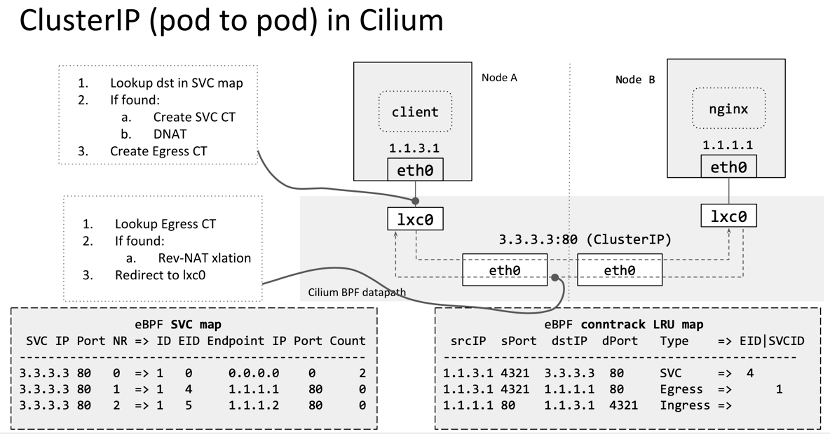 ClusterIP (pod to pod) in Cilium
1. Lookup dst in SVC map
2. If found:
a. Create SVC CT
b. DNAT
3. Create Egress CT
Node A
client
1.1.3.1
eth0
lxc0
Node B
nginx
1.1.1.1
eth0
lxc0
1. Lookup Egress CT
2. If found:
a. Rev-NAT xlation
3. Redirect to lxc0
3.3.3.3:80 (ClusterIP)
eth0
eth0
Cilium BPF datapath
eBPF SVC map
SVC IP Port NR => ID EID Endpoint IP Port Count
3.3.3.3 80 0 => 1 0 0.0.0.0 0 2
3.3.3.3 80 1 => 1 4 1.1.1.1 80 0
3.3.3.3 80 2 => 1 5 1.1.1.2 80 0
eBPF conntrack LRU map
srcIP sPort dstIP dPort Type => EID|SVCID
1.1.3.1 4321 3.3.3.3 80 SVC => 4
1.1.3.1 4321 1.1.1.1 80 Egress => 1
1.1.1.1 80 1.1.3.1 4321 Ingress =>